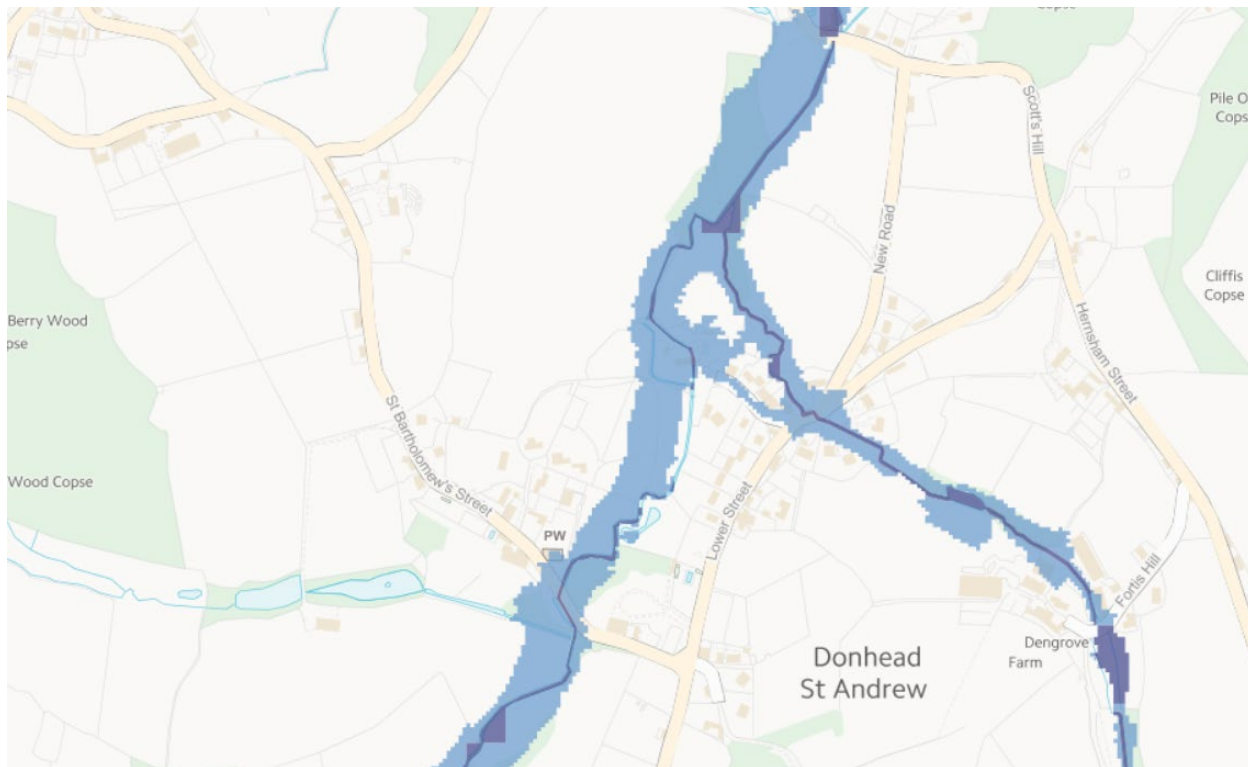 Copse
Scott's Hill
Pile O
Cops
New Road
Cliffis
Copse
Berry Wood
pse
Hernsham Street
St Bartholomew's Street
Wood Copse
Lower Street
PW
Fortis Hill
Dengrove
Farm
Donhead
St Andrew